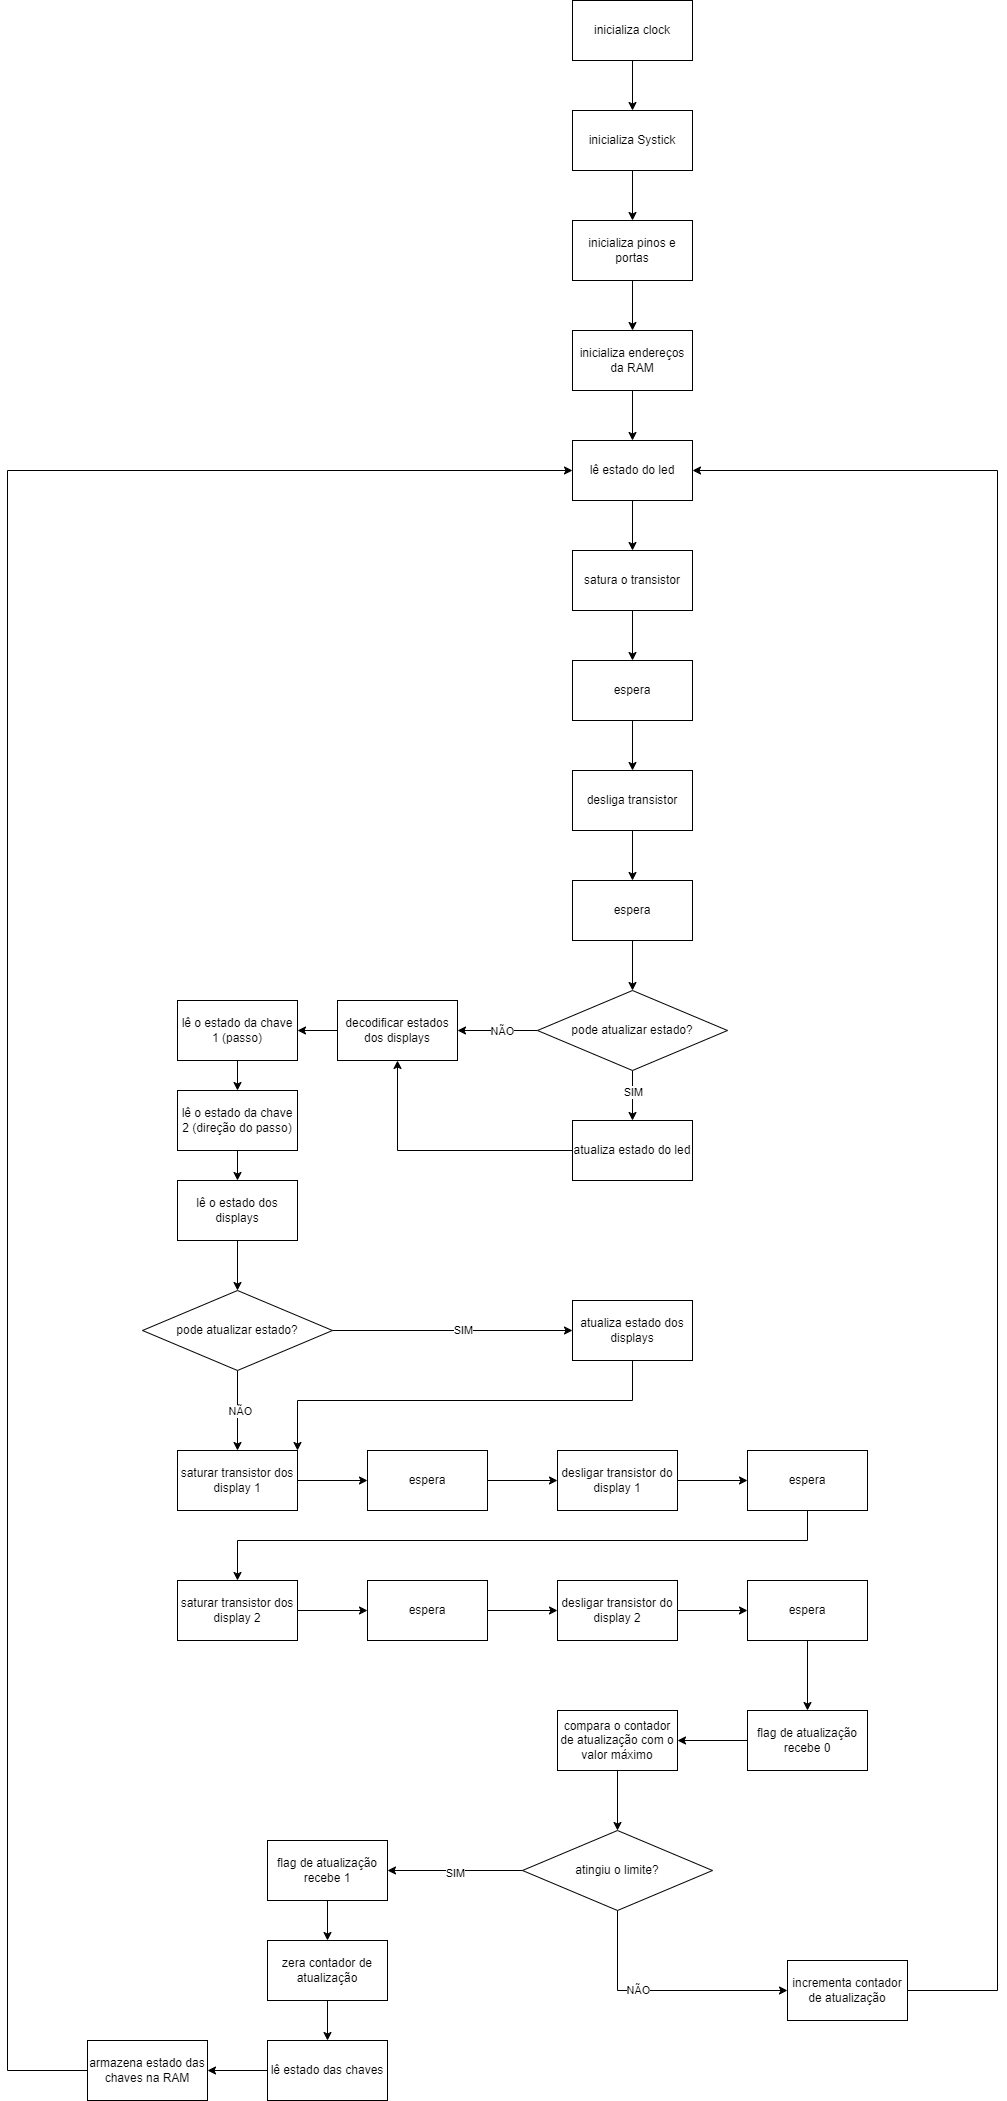 inicializa clock
inicializa Systick
inicializa pinos e
portas
inicializa endereços
da RAM
lê estado do led
satura o transistor
espera
desliga transistor
espera
pode atualizar estado?
NÃO
SIM
atualiza estado do led
decodificar estados
dos displays
lê o estado da chave
1 (passo)
lê o estado da chave
2 (direção do passo)
lê o estado dos
displays
pode atualizar estado?
SIM
atualiza estado dos
displays
NÃO
saturar transistor dos
display 1
espera
desligar transistor do
display 1
espera
saturar transistor dos
display 2
espera
desligar transistor do
display 2
espera
flag de atualização
recebe 0
compara o contador
de atualização com o
valor máximo
atingiu o limite?
SIM
flag de atualização
recebe 1
zera contador de
atualização
NÃO
incrementa contador
de atualização
lê estado das chaves
armazena estado das
chaves na RAM